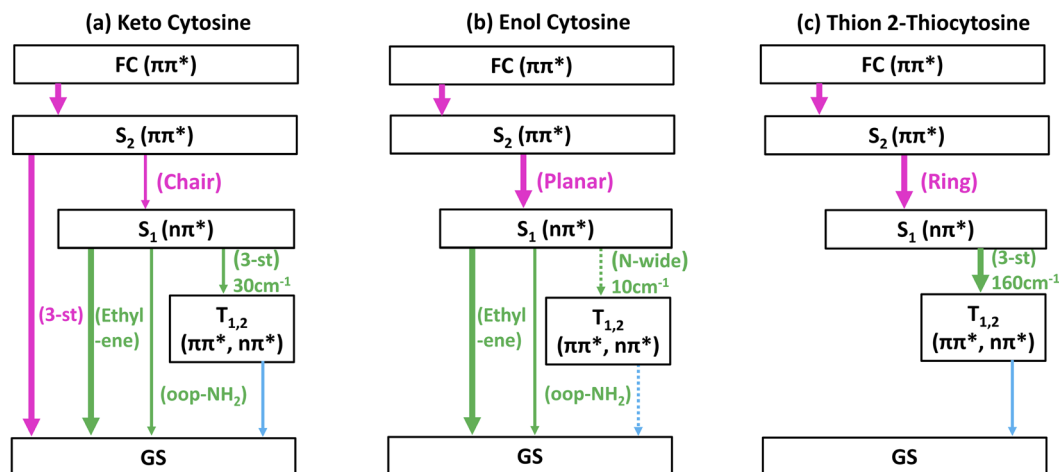 (a) Keto Cytosine
FC (ππ*)
S₂ (ππ*)
(Chair)
S₁ (nπ*)
(3-st)
30cm⁻¹
(3-st)
(Ethyl
-ene)
T₁,₂
(ππ*, nπ*)
(oop-NH₂)
GS
(b) Enol Cytosine
FC (ππ*)
S₂ (ππ*)
(Planar)
S₁ (nπ*)
(N-wide)
10cm⁻¹
(Ethyl
-ene)
T₁,₂
(ππ*, nπ*)
(oop-NH₂)
GS
(c) Thion 2-Thiocytosine
FC (ππ*)
S₂ (ππ*)
(Ring)
S₁ (nπ*)
(3-st)
160cm⁻¹
T₁,₂
(ππ*, nπ*)
GS